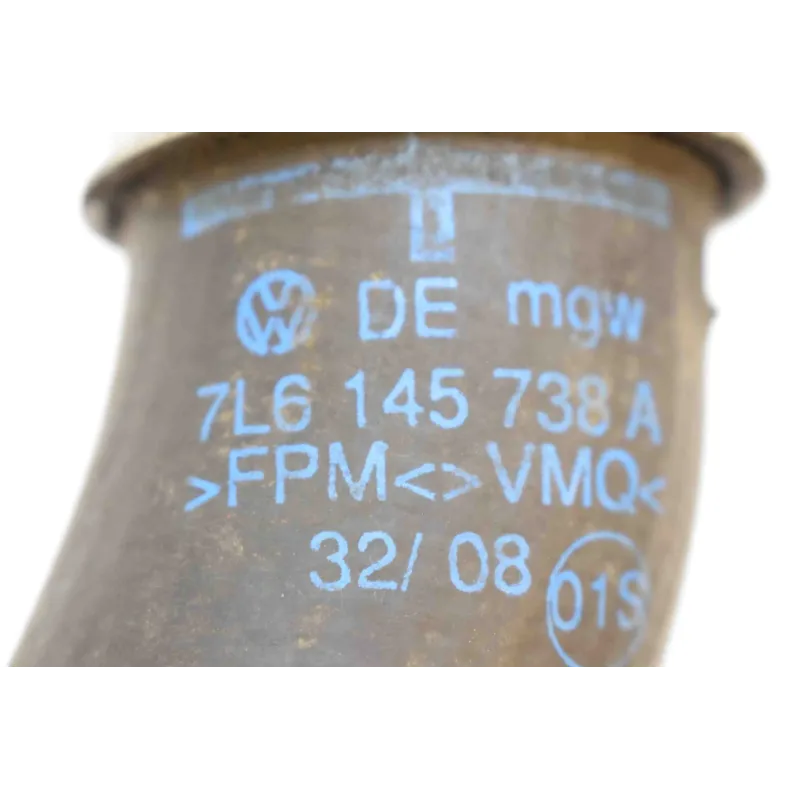 DE mgw
7L6 145 738 A
>FPM<>VMQ<
32/ 08
01S